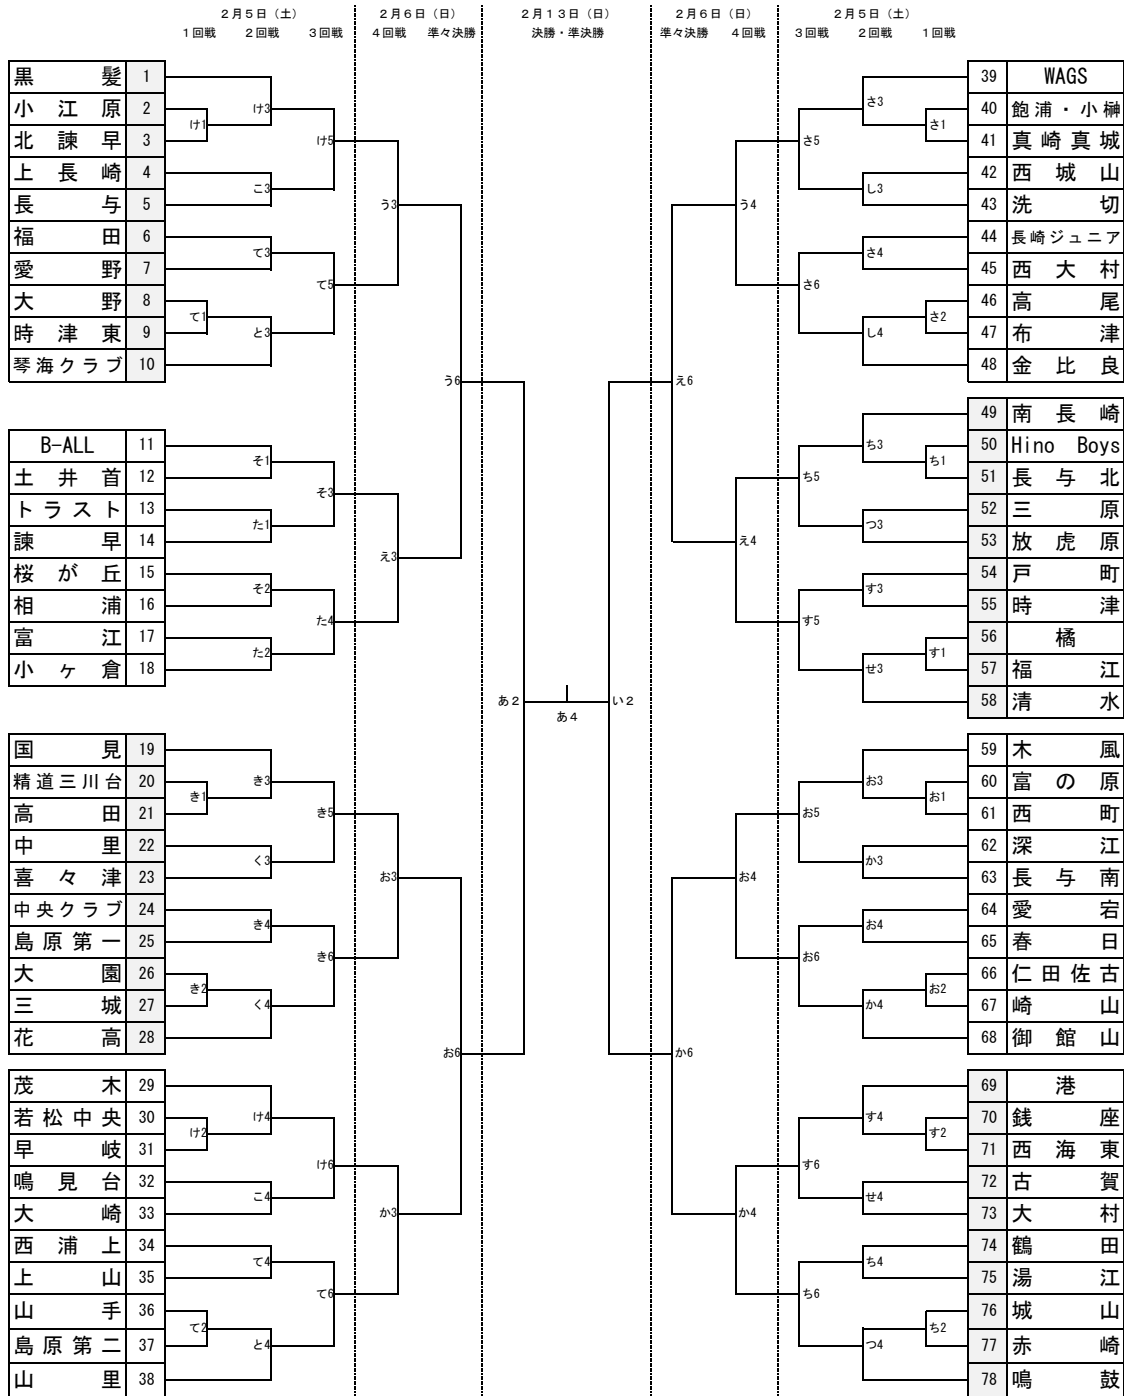 ２月５日（土） ２月６日（日） ２月１３日（日） ２月６日（日） ２月５日（土）
１回戦 ２回戦 ３回戦 ４回戦 準々決勝 決勝・準決勝 準々決勝 ４回戦 ３回戦 ２回戦 １回戦
黒髪 1 39 WAGS
け3 さ3
小江原 2 40 飽浦・小榊
け1 さ1
北諫早 3 け5 さ5 41 真崎真城
上長崎 4 42 西城山
こ3 し3
長与 5 う3 う4 43 洗切
福田 6 44 長崎ジュニア
て3 さ4
愛野 7 45 西大村
て5 さ6
大野 8 46 高尾
て1 と3 し4 さ2
時津東 9 47 布津
琴海クラブ 10 48 金比良
う6 え6
49 南長崎
B-ALL 11 ち3 50 Hino Boys
そ1 ち1
土井首 12 そ3 ち5 51 長与北
トラスト 13 52 三原
た1 つ3
諫早 14 え3 え4 53 放虎原
桜が丘 15 54 戸町
そ2 す3
相浦 16 た4 す5 55 時津
富江 17 56 橘
た2 せ3 す1
小ヶ倉 18 57 福江
あ２ あ４ い２ 58 清水
国見 19 59 木風
き3 お3
精道三川台 20 60 富の原
き1 お1
高田 21 き5 お5 61 西町
中里 22 62 深江
く3 か3
喜々津 23 お3 お4 63 長与南
中央クラブ 24 64 愛宕
き4 お4
島原第一 25 65 春日
き6 お6
大園 26 66 仁田佐古
き2 く4 か4 お2
三城 27 67 崎山
花高 28 68 御館山
お6 か6
茂木 29 69 港
け4 す4
若松中央 30 70 銭座
け2 す2
早岐 31 け6 す6 71 西海東
鳴見台 32 72 古賀
こ4 せ4
大崎 33 か3 か4 73 大村
西浦上 34 74 鶴田
て4 ち4
上山 35 75 湯江
て6 ち6
山手 36 76 城山
て2 と4 つ4 ち2
島原第二 37 77 赤崎
山里 38 78 鳴鼓